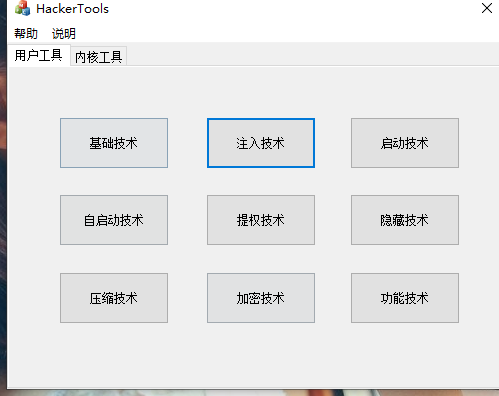 HackerTools
帮助 说明
用户工具 内核工具
基础技术 注入技术 启动技术
自启动技术 提权技术 隐藏技术
压缩技术 加密技术 功能技术